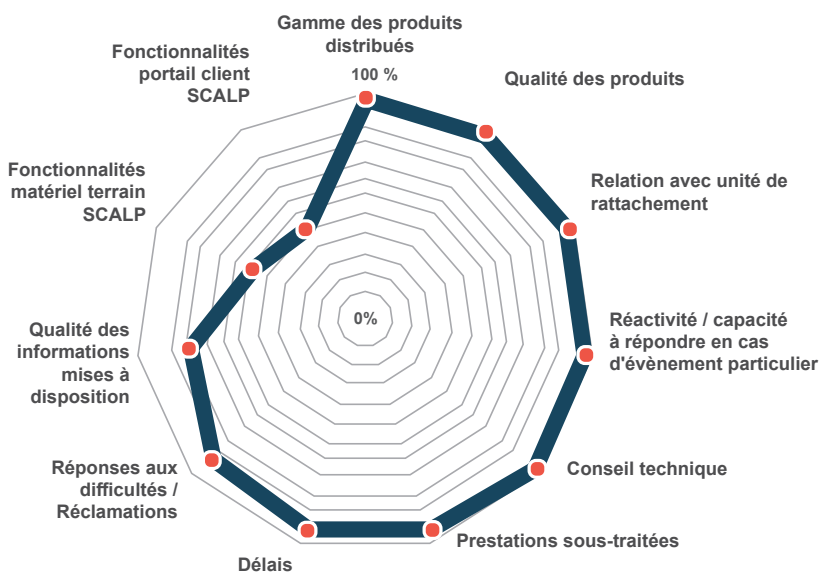 Gamme des produits
distribués
100 %
Qualité des produits
Relation avec unité de
rattachement
Réactivité / capacité
à répondre en cas
d'évènement particulier
Conseil technique
Prestations sous-traitées
Délais
Réponses aux
difficultés /
Réclamations
Qualité des
informations
mises à
disposition
Fonctionnalités
matériel terrain
SCALP
Fonctionnalités
portail client
SCALP
0%